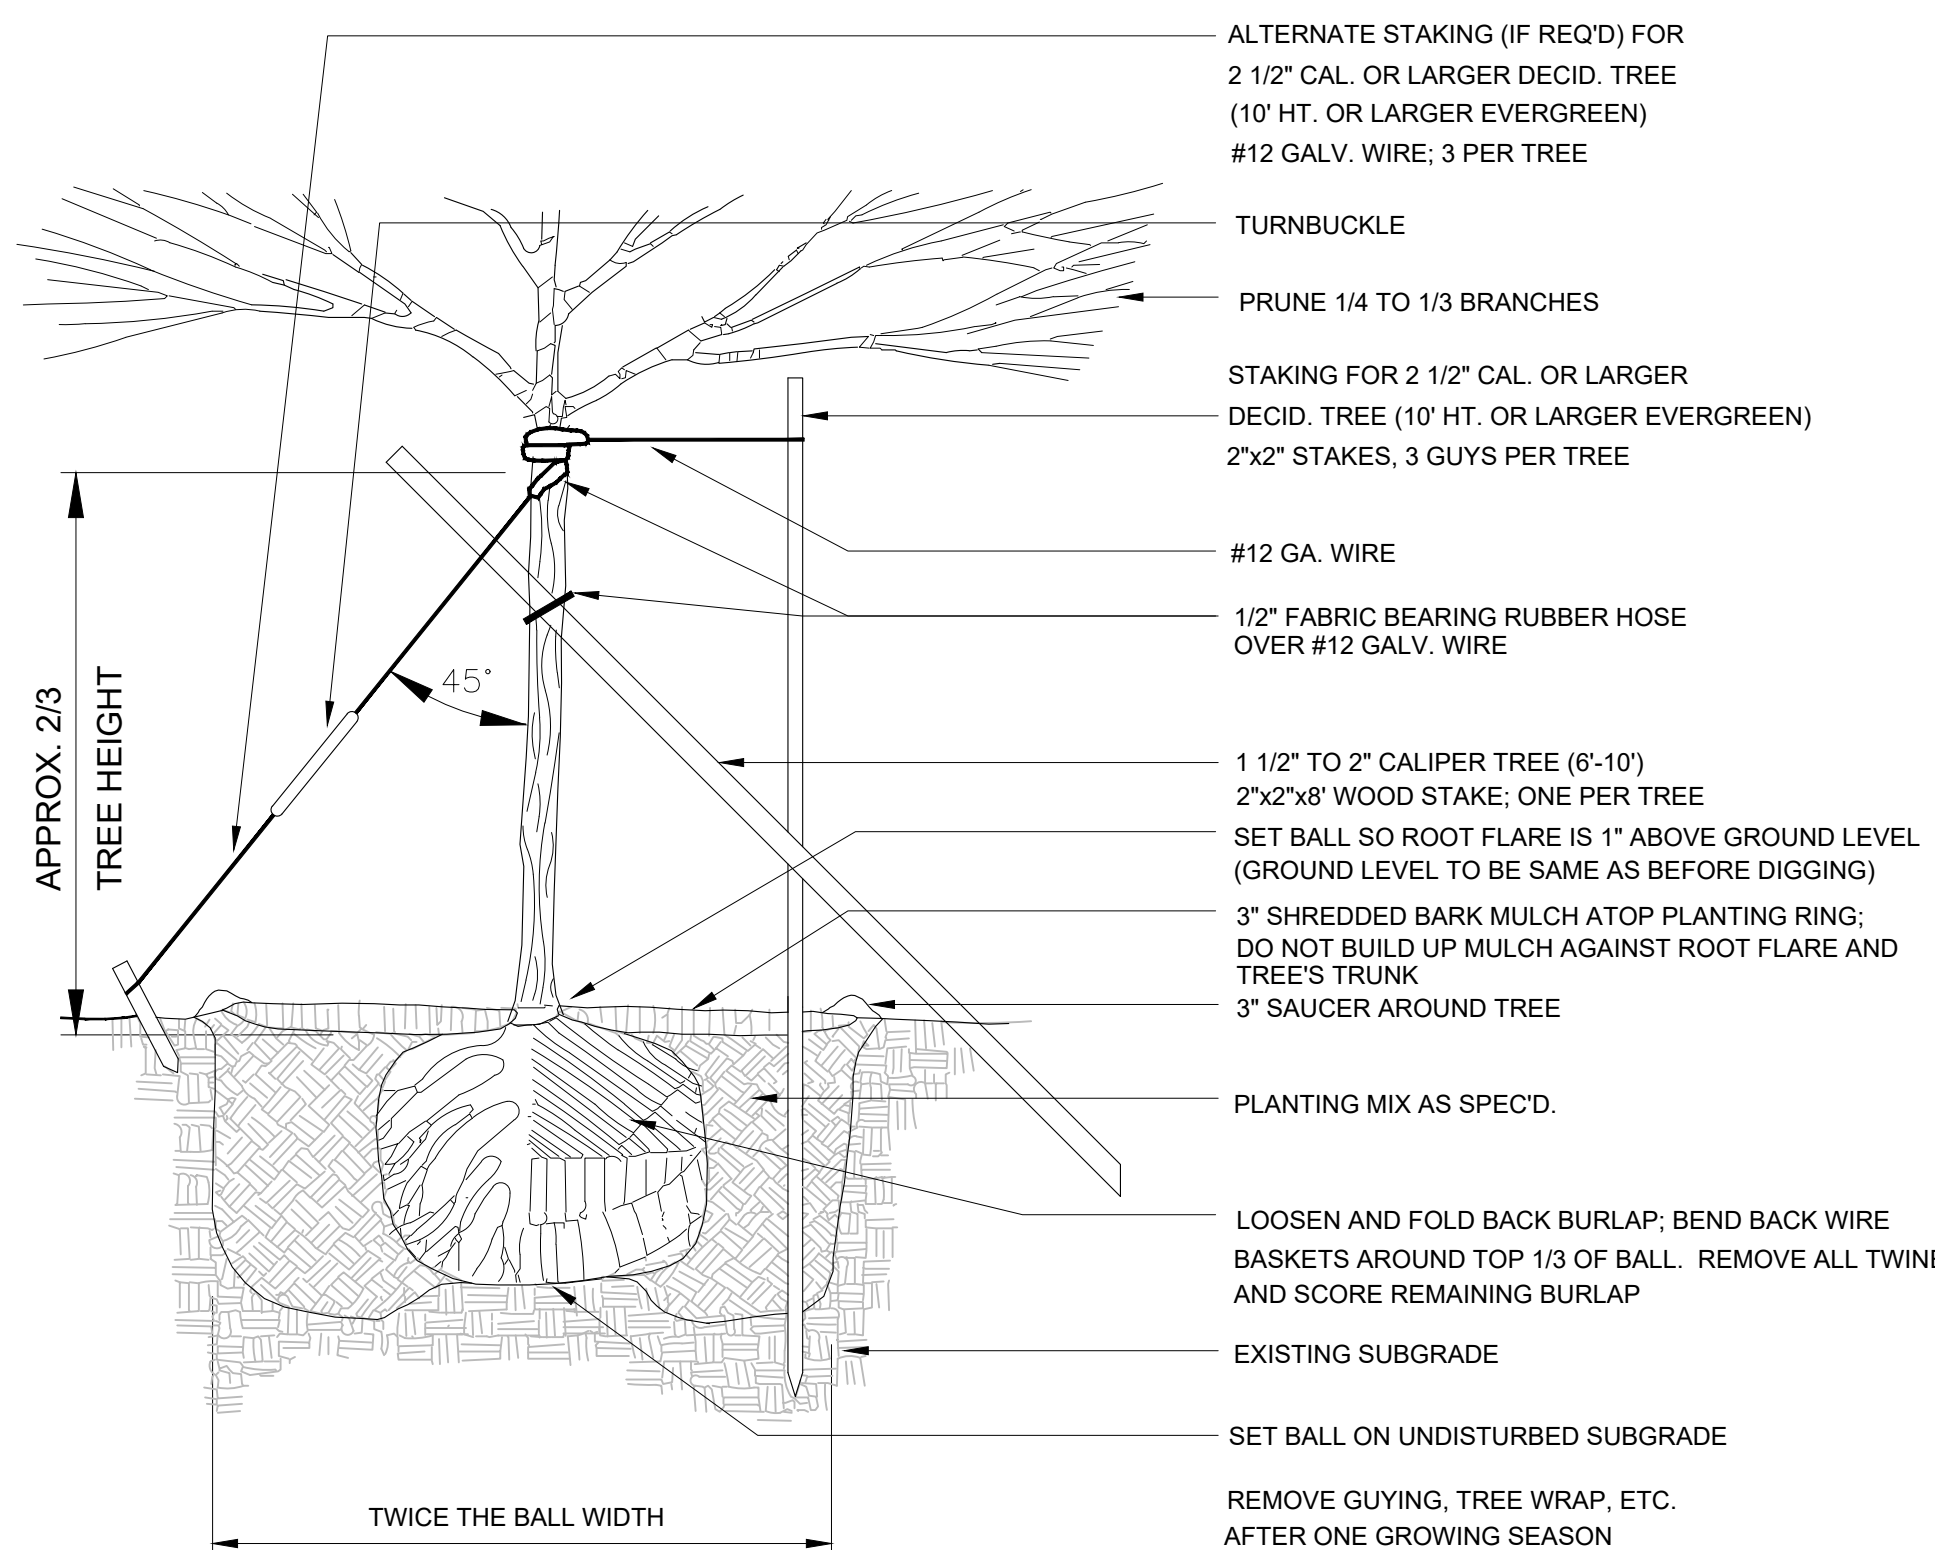 ALTERNATE STAKING (IF REQ'D) FOR
2 1/2" CAL. OR LARGER DECID. TREE
(10' HT. OR LARGER EVERGREEN)
#12 GALV. WIRE; 3 PER TREE
TURNBUCKLE
PRUNE 1/4 TO 1/3 BRANCHES
STAKING FOR 2 1/2" CAL. OR LARGER
DECID. TREE (10' HT. OR LARGER EVERGREEN)
2"x2" STAKES, 3 GUYS PER TREE
#12 GA. WIRE
1/2" FABRIC BEARING RUBBER HOSE
OVER #12 GALV. WIRE
45°
APPROX. 2/3
TREE HEIGHT
1 1/2" TO 2" CALIPER TREE (6'-10')
2"x2"x8' WOOD STAKE; ONE PER TREE
SET BALL SO ROOT FLARE IS 1" ABOVE GROUND LEVEL
(GROUND LEVEL TO BE SAME AS BEFORE DIGGING)
3" SHREDDED BARK MULCH ATOP PLANTING RING;
DO NOT BUILD UP MULCH AGAINST ROOT FLARE AND
TREE'S TRUNK
3" SAUCER AROUND TREE
PLANTING MIX AS SPEC'D.
LOOSEN AND FOLD BACK BURLAP; BEND BACK WIRE
BASKETS AROUND TOP 1/3 OF BALL.  REMOVE ALL TWINE
AND SCORE REMAINING BURLAP
EXISTING SUBGRADE
SET BALL ON UNDISTURBED SUBGRADE
TWICE THE BALL WIDTH
REMOVE GUYING, TREE WRAP, ETC.
AFTER ONE GROWING SEASON